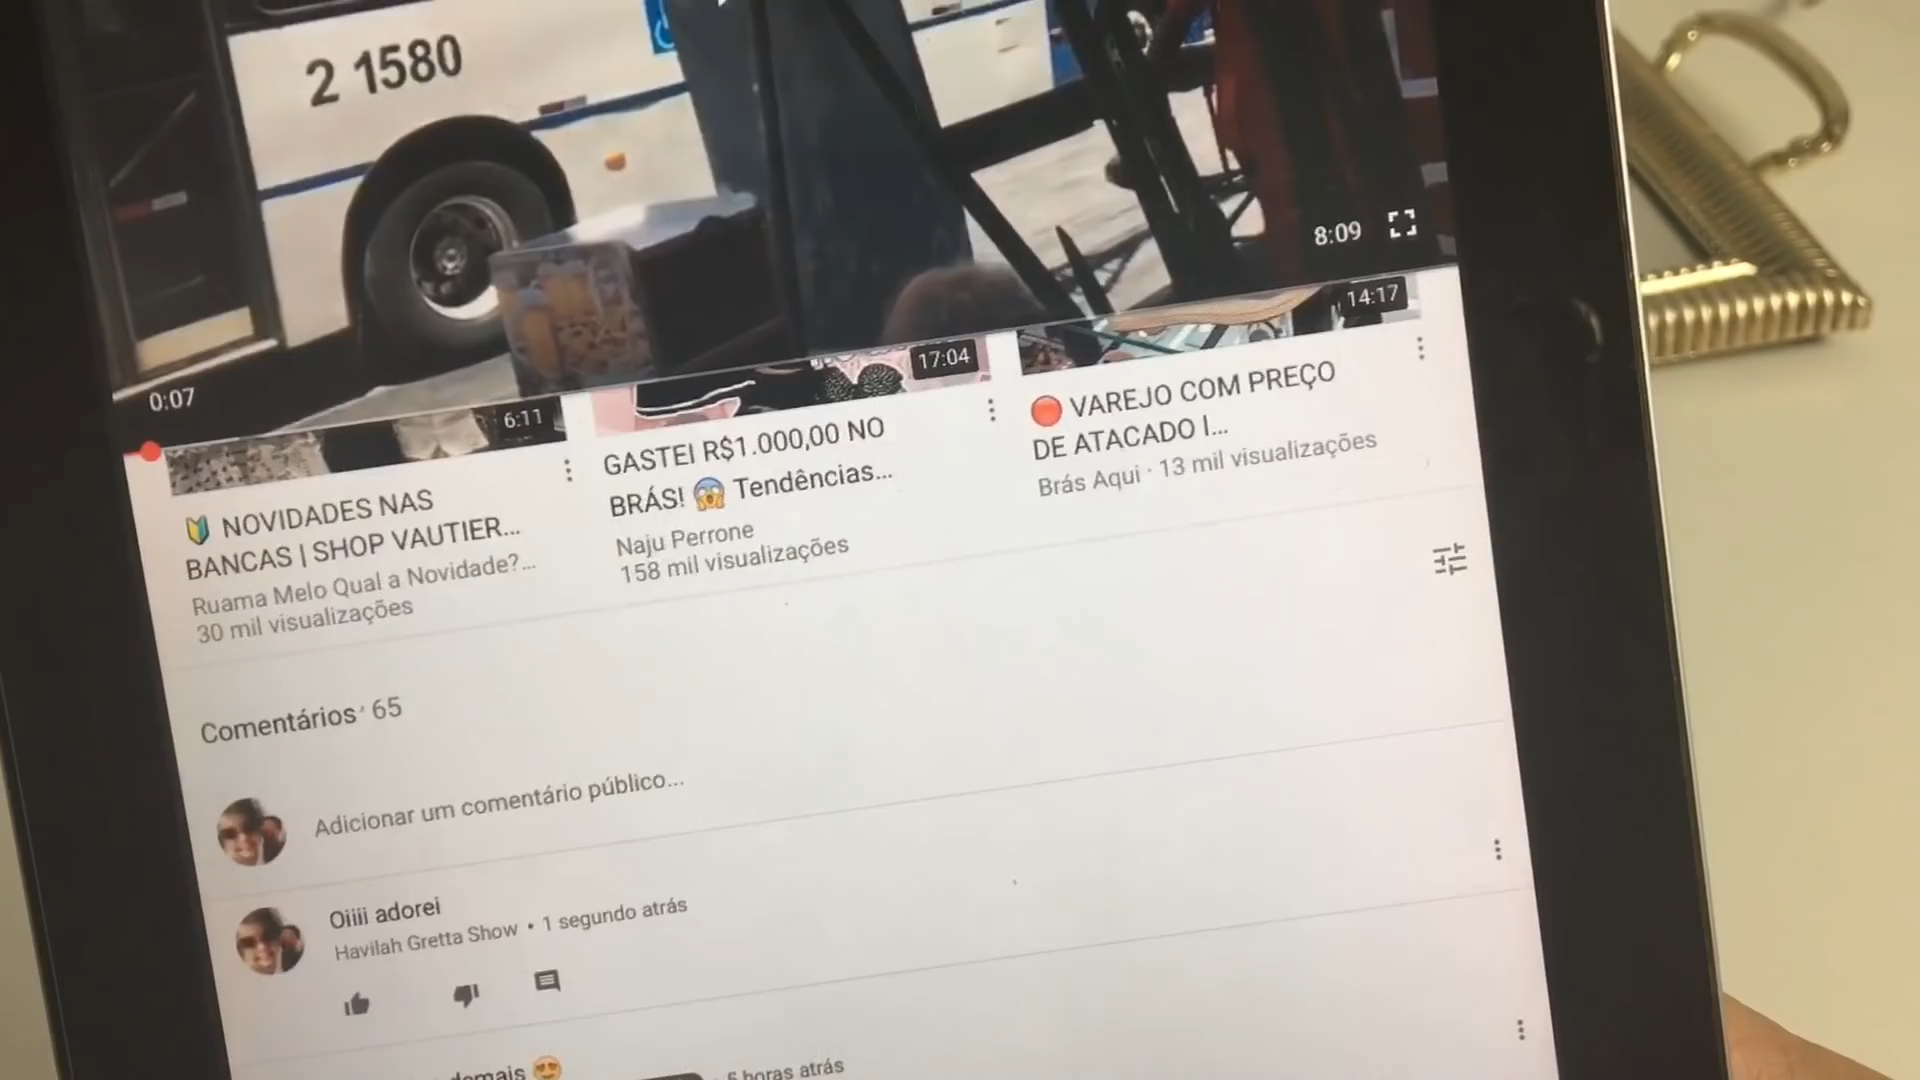 2 1580
8:09
0:07
6:11
17:04
14:17
🔰 NOVIDADES NAS
BANCAS | SHOP VAUTIER...
Ruama Melo Qual a Novidade?...
30 mil visualizações
GASTEI R$1.000,00 NO
BRÁS! 😱 Tendências...
Naju Perrone
158 mil visualizações
🔴 VAREJO COM PREÇO
DE ATACADO I...
Brás Aqui · 13 mil visualizações
Comentários · 65
Adicionar um comentário público...
Oiiii adorei
Havilah Gretta Show • 1 segundo atrás
demais 😍
5 horas atrás